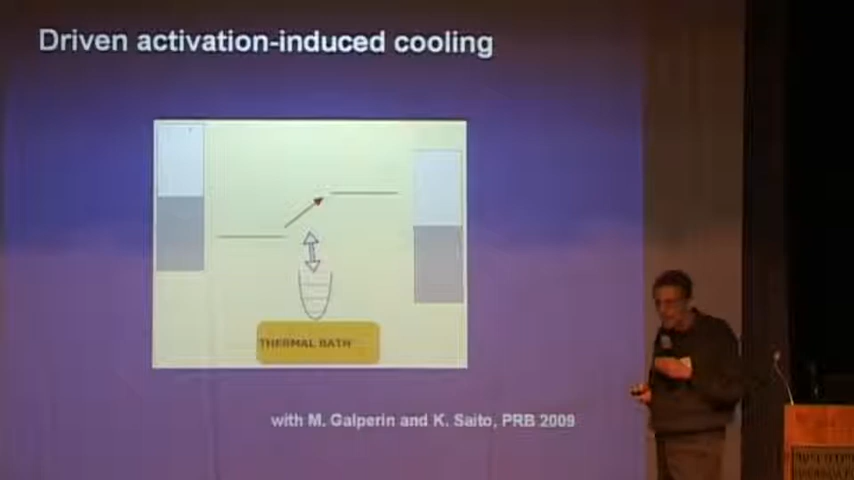 Driven activation-induced cooling
THERMAL BATH
with M. Galperin and K. Saito, PRB 2009